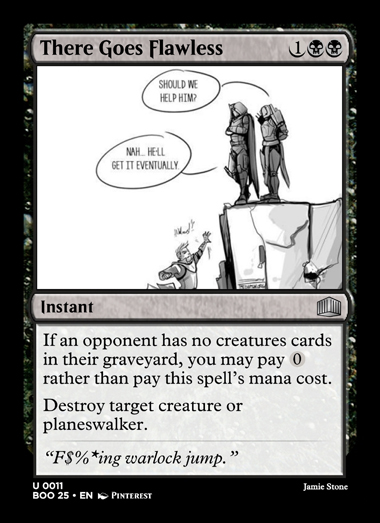 There Goes Flawless 1
SHOULD WE
HELP HIM?
NAH... HE'LL
GET IT EVENTUALLY.
Instant
If an opponent has no creatures cards
in their graveyard, you may pay 0
rather than pay this spell's mana cost.
Destroy target creature or
planeswalker.
“F$%*ing warlock jump.”
U 0011
Jamie Stone
BOO 25 • EN PINTEREST